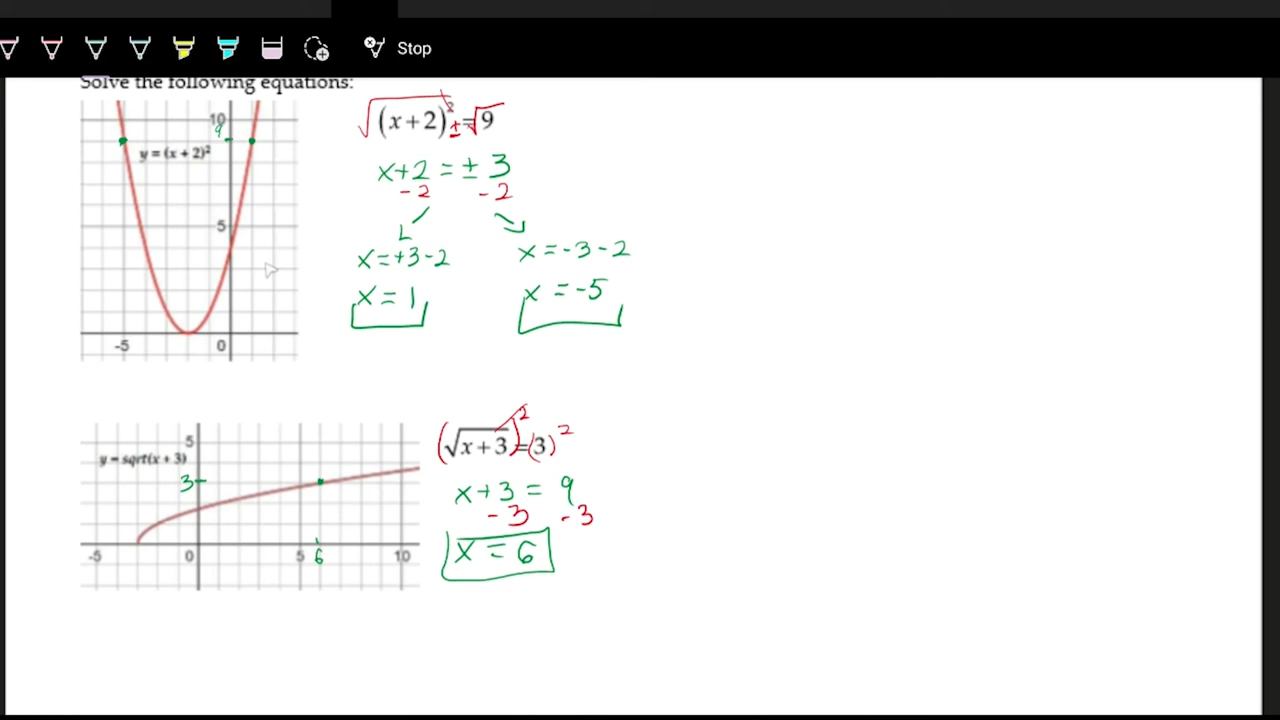 Stop
Solve the following equations:
10
9
y = (x + 2)²
5
-5
0
√(x+2)² = ±√9
x+2 = ± 3
-2 -2
x = +3-2
x = 1
x = -3-2
x = -5
5
y = sqrt(x + 3)
3
-5
0
5
6
10
(√x+3)² = (3)²
x+3 = 9
-3 -3
x = 6